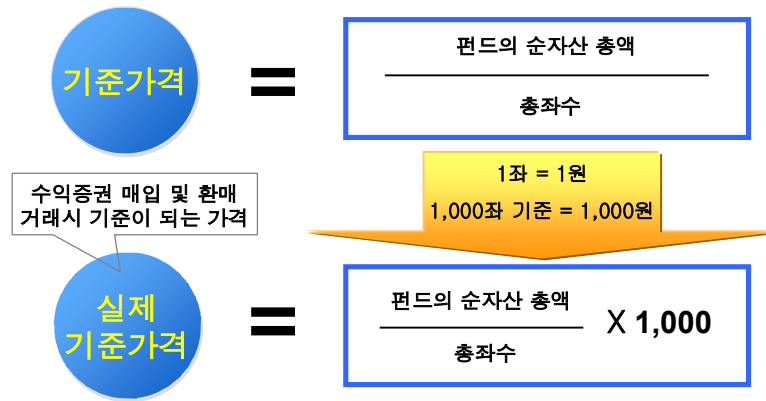 기준가격
=
펀드의 순자산 총액
총좌수
1좌 = 1원
1,000좌 기준 = 1,000원
수익증권 매입 및 환매
거래시 기준이 되는 가격
실제
기준가격
=
펀드의 순자산 총액
총좌수
X 1,000